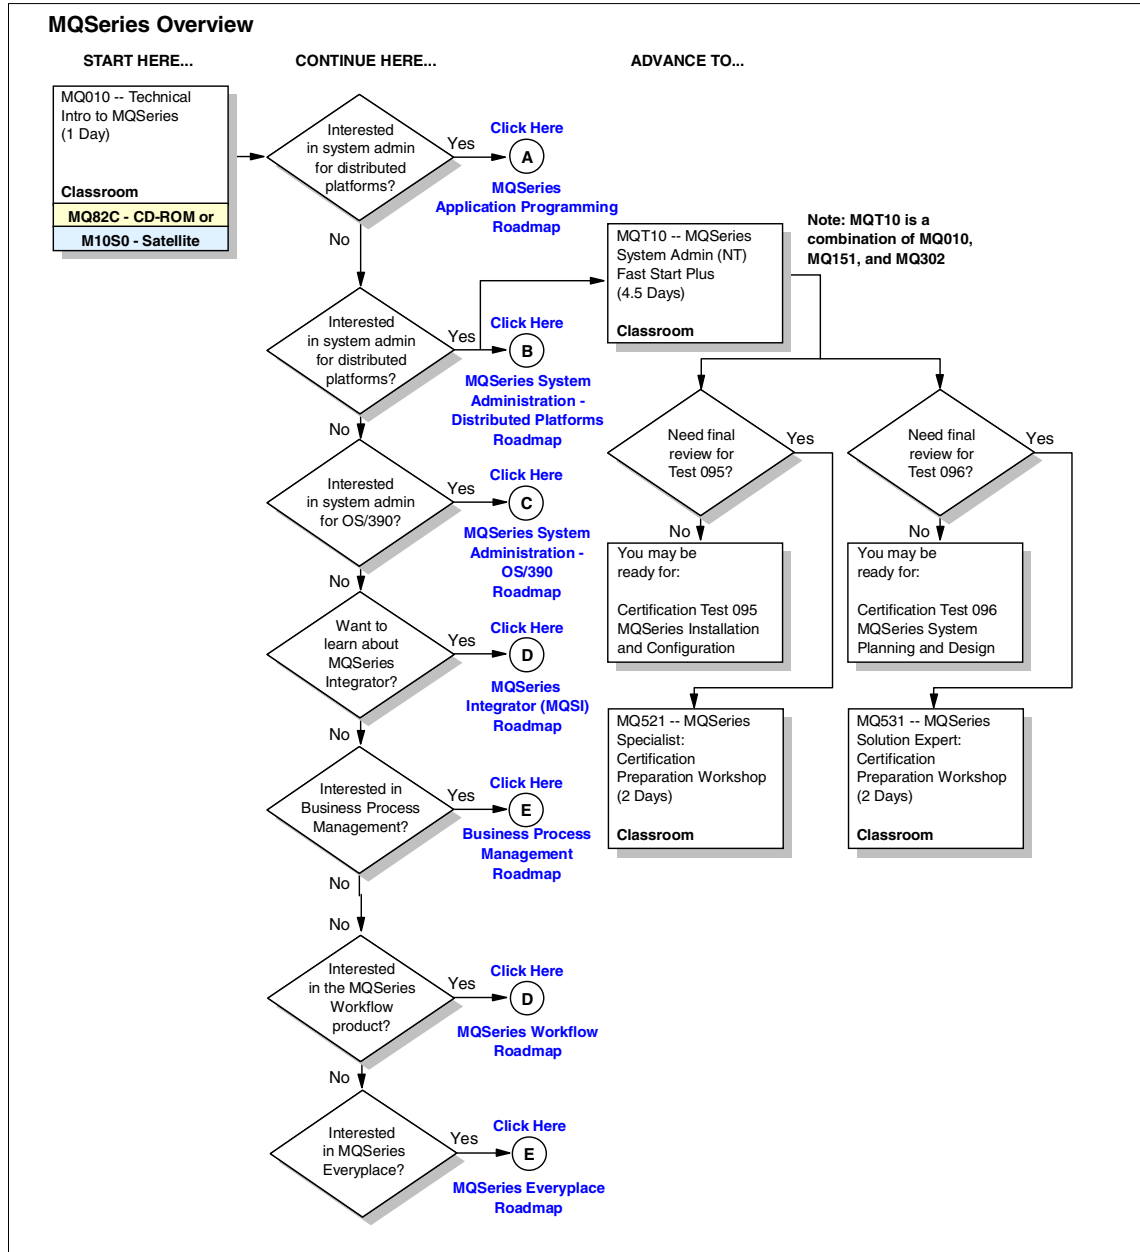 MQSeries Overview
START HERE...
CONTINUE HERE...
ADVANCE TO...
MQ010 -- Technical
Intro to MQSeries
(1 Day)
Classroom
MQ82C - CD-ROM or
M10S0 - Satellite
Interested
in system admin
for distributed
platforms?
Yes
No
Click Here
A
MQSeries
Application Programming
Roadmap
Interested
in system admin
for distributed
platforms?
Yes
No
Click Here
B
MQSeries System
Administration -
Distributed Platforms
Roadmap
MQT10 -- MQSeries
System Admin (NT)
Fast Start Plus
(4.5 Days)
Classroom
Note: MQT10 is a
combination of MQ010,
MQ151, and MQ302
Need final
review for
Test 095?
Yes
No
Need final
review for
Test 096?
Yes
No
You may be
ready for:
Certification Test 095
MQSeries Installation
and Configuration
You may be
ready for:
Certification Test 096
MQSeries System
Planning and Design
MQ521 -- MQSeries
Specialist:
Certification
Preparation Workshop
(2 Days)
Classroom
MQ531 -- MQSeries
Solution Expert:
Certification
Preparation Workshop
(2 Days)
Classroom
Interested
in system admin
for OS/390?
Yes
No
Click Here
C
MQSeries System
Administration -
OS/390
Roadmap
Want to
learn about
MQSeries
Integrator?
Yes
No
Click Here
D
MQSeries
Integrator (MQSI)
Roadmap
Interested in
Business Process
Management?
Yes
No
Click Here
E
Business Process
Management
Roadmap
No
Interested
in the MQSeries
Workflow
product?
Yes
No
Click Here
D
MQSeries Workflow
Roadmap
Interested
in MQSeries
Everyplace?
Yes
Click Here
E
MQSeries Everyplace
Roadmap